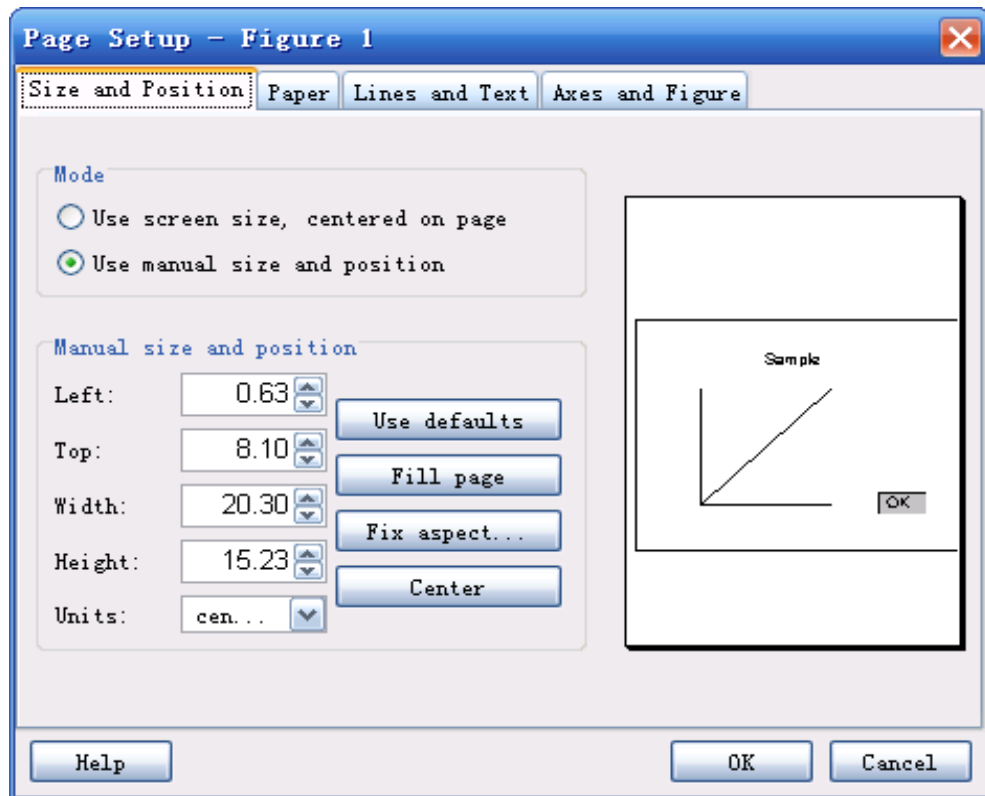 Page Setup - Figure 1
Size and Position Paper Lines and Text Axes and Figure
Mode
Use screen size, centered on page
Use manual size and position
Manual size and position
Left: 0.63
Top: 8.10
Width: 20.30
Height: 15.23
Units: cen...
Use defaults
Fill page
Fix aspect...
Center
Sample
OK
Help OK Cancel